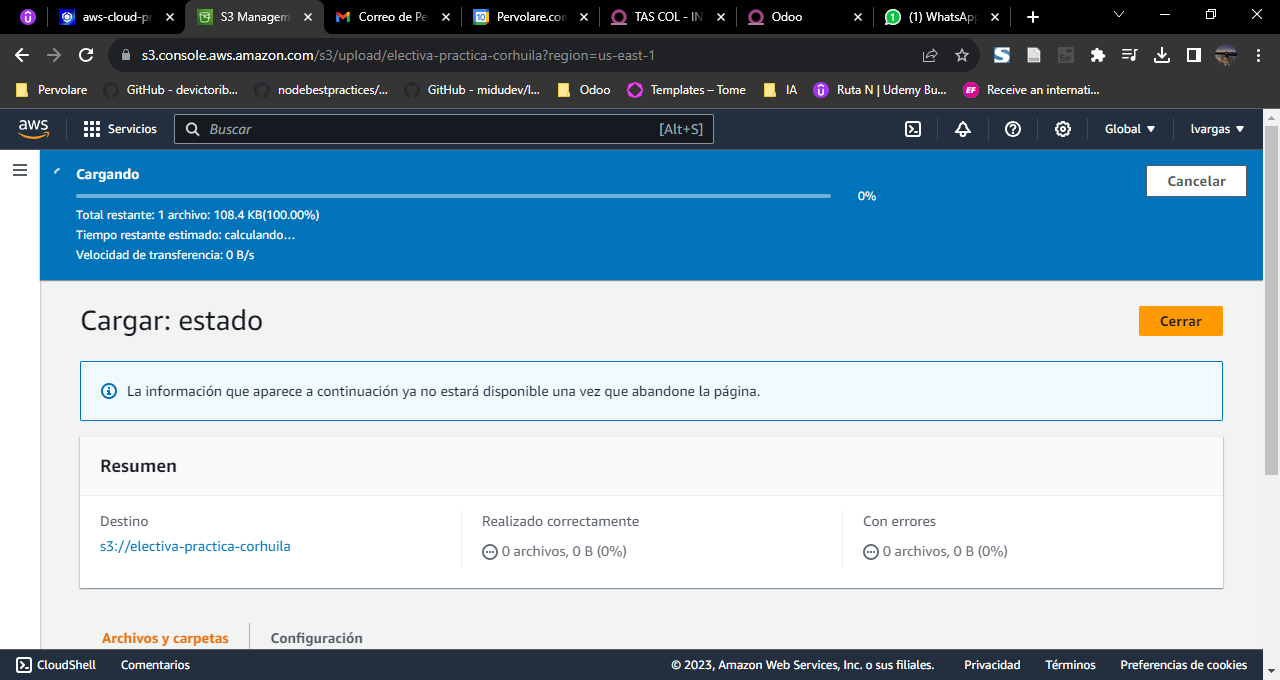 aws-cloud-pr
S3 Managem
Correo de Pe
Pervolare.con
TAS COL - IN
Odoo
(1) WhatsApp
s3.console.aws.amazon.com/s3/upload/electiva-practica-corhuila?region=us-east-1
Pervolare
GitHub - devictorib...
nodebestpractices/...
GitHub - midudev/l...
Odoo
Templates – Tome
IA
Ruta N | Udemy Bu...
Receive an internati...
aws
Servicios
Buscar
[Alt+S]
Global
lvargas
Cargando
0%
Cancelar
Total restante: 1 archivo: 108.4 KB(100.00%)
Tiempo restante estimado: calculando...
Velocidad de transferencia: 0 B/s
Cargar: estado
Cerrar
La información que aparece a continuación ya no estará disponible una vez que abandone la página.
Resumen
Destino
s3://electiva-practica-corhuila
Realizado correctamente
0 archivos, 0 B (0%)
Con errores
0 archivos, 0 B (0%)
Archivos y carpetas
Configuración
CloudShell
Comentarios
© 2023, Amazon Web Services, Inc. o sus filiales.
Privacidad
Términos
Preferencias de cookies